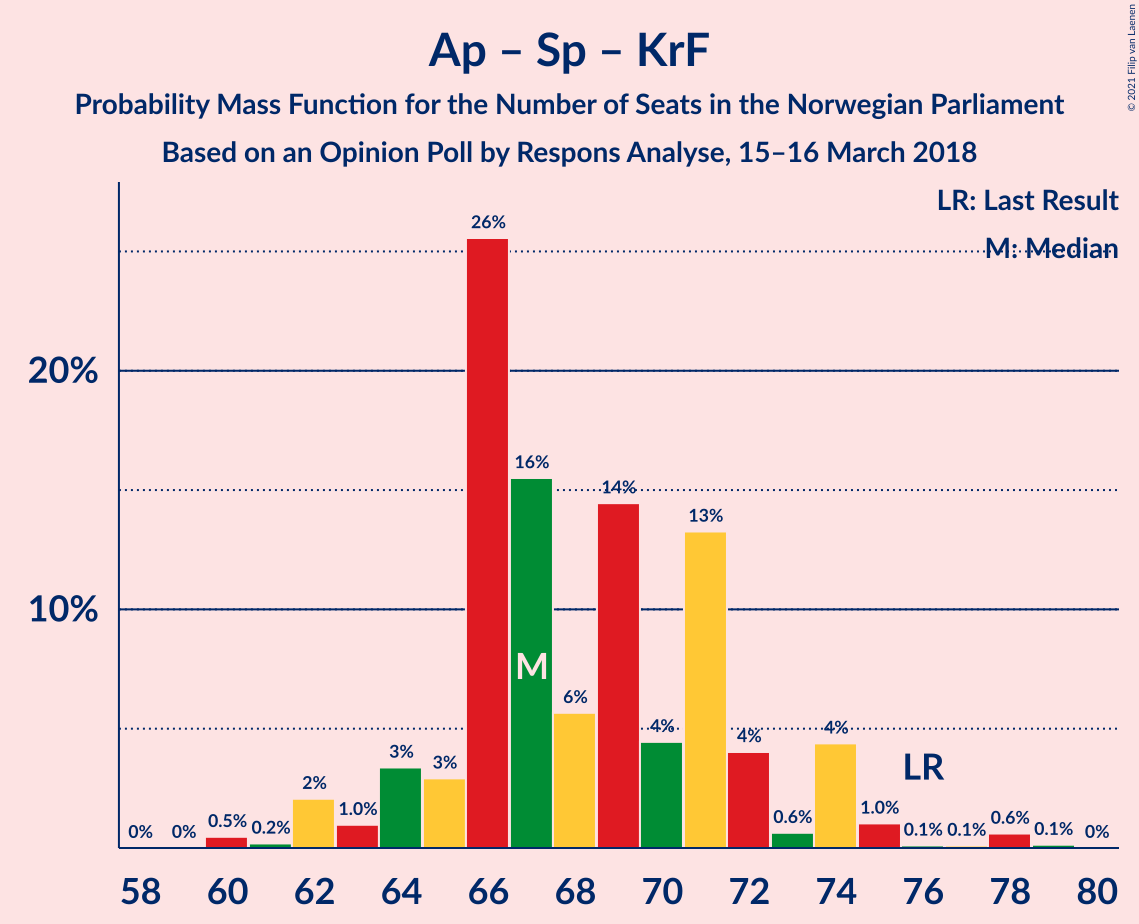 Ap – Sp – KrF
Probability Mass Function for the Number of Seats in the Norwegian Parliament
Based on an Opinion Poll by Respons Analyse, 15–16 March 2018
© 2021 Filip van Laenen
LR: Last Result
M: Median
20%
10%
0% 0% 0.5% 0.2% 2% 1.0% 3% 3% 26% 16% 6% 14% 4% 13% 4% 0.6% 4% 1.0% 0.1% 0.1% 0.6% 0.1% 0%
M
LR
58 60 62 64 66 68 70 72 74 76 78 80